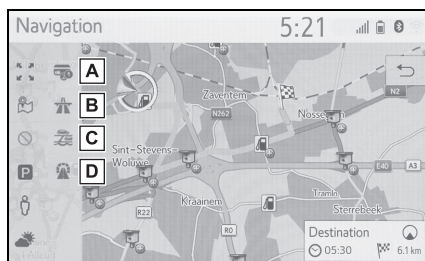 Navigation 5:21
A
B
C
P D
Zaventem
N262
Nosse
N2
Sint-Stevens-
Woluwe
E40 A3
Kraainem
Tramin
Sterrebeek
R22
R0
Destination
05:30 6.1 km